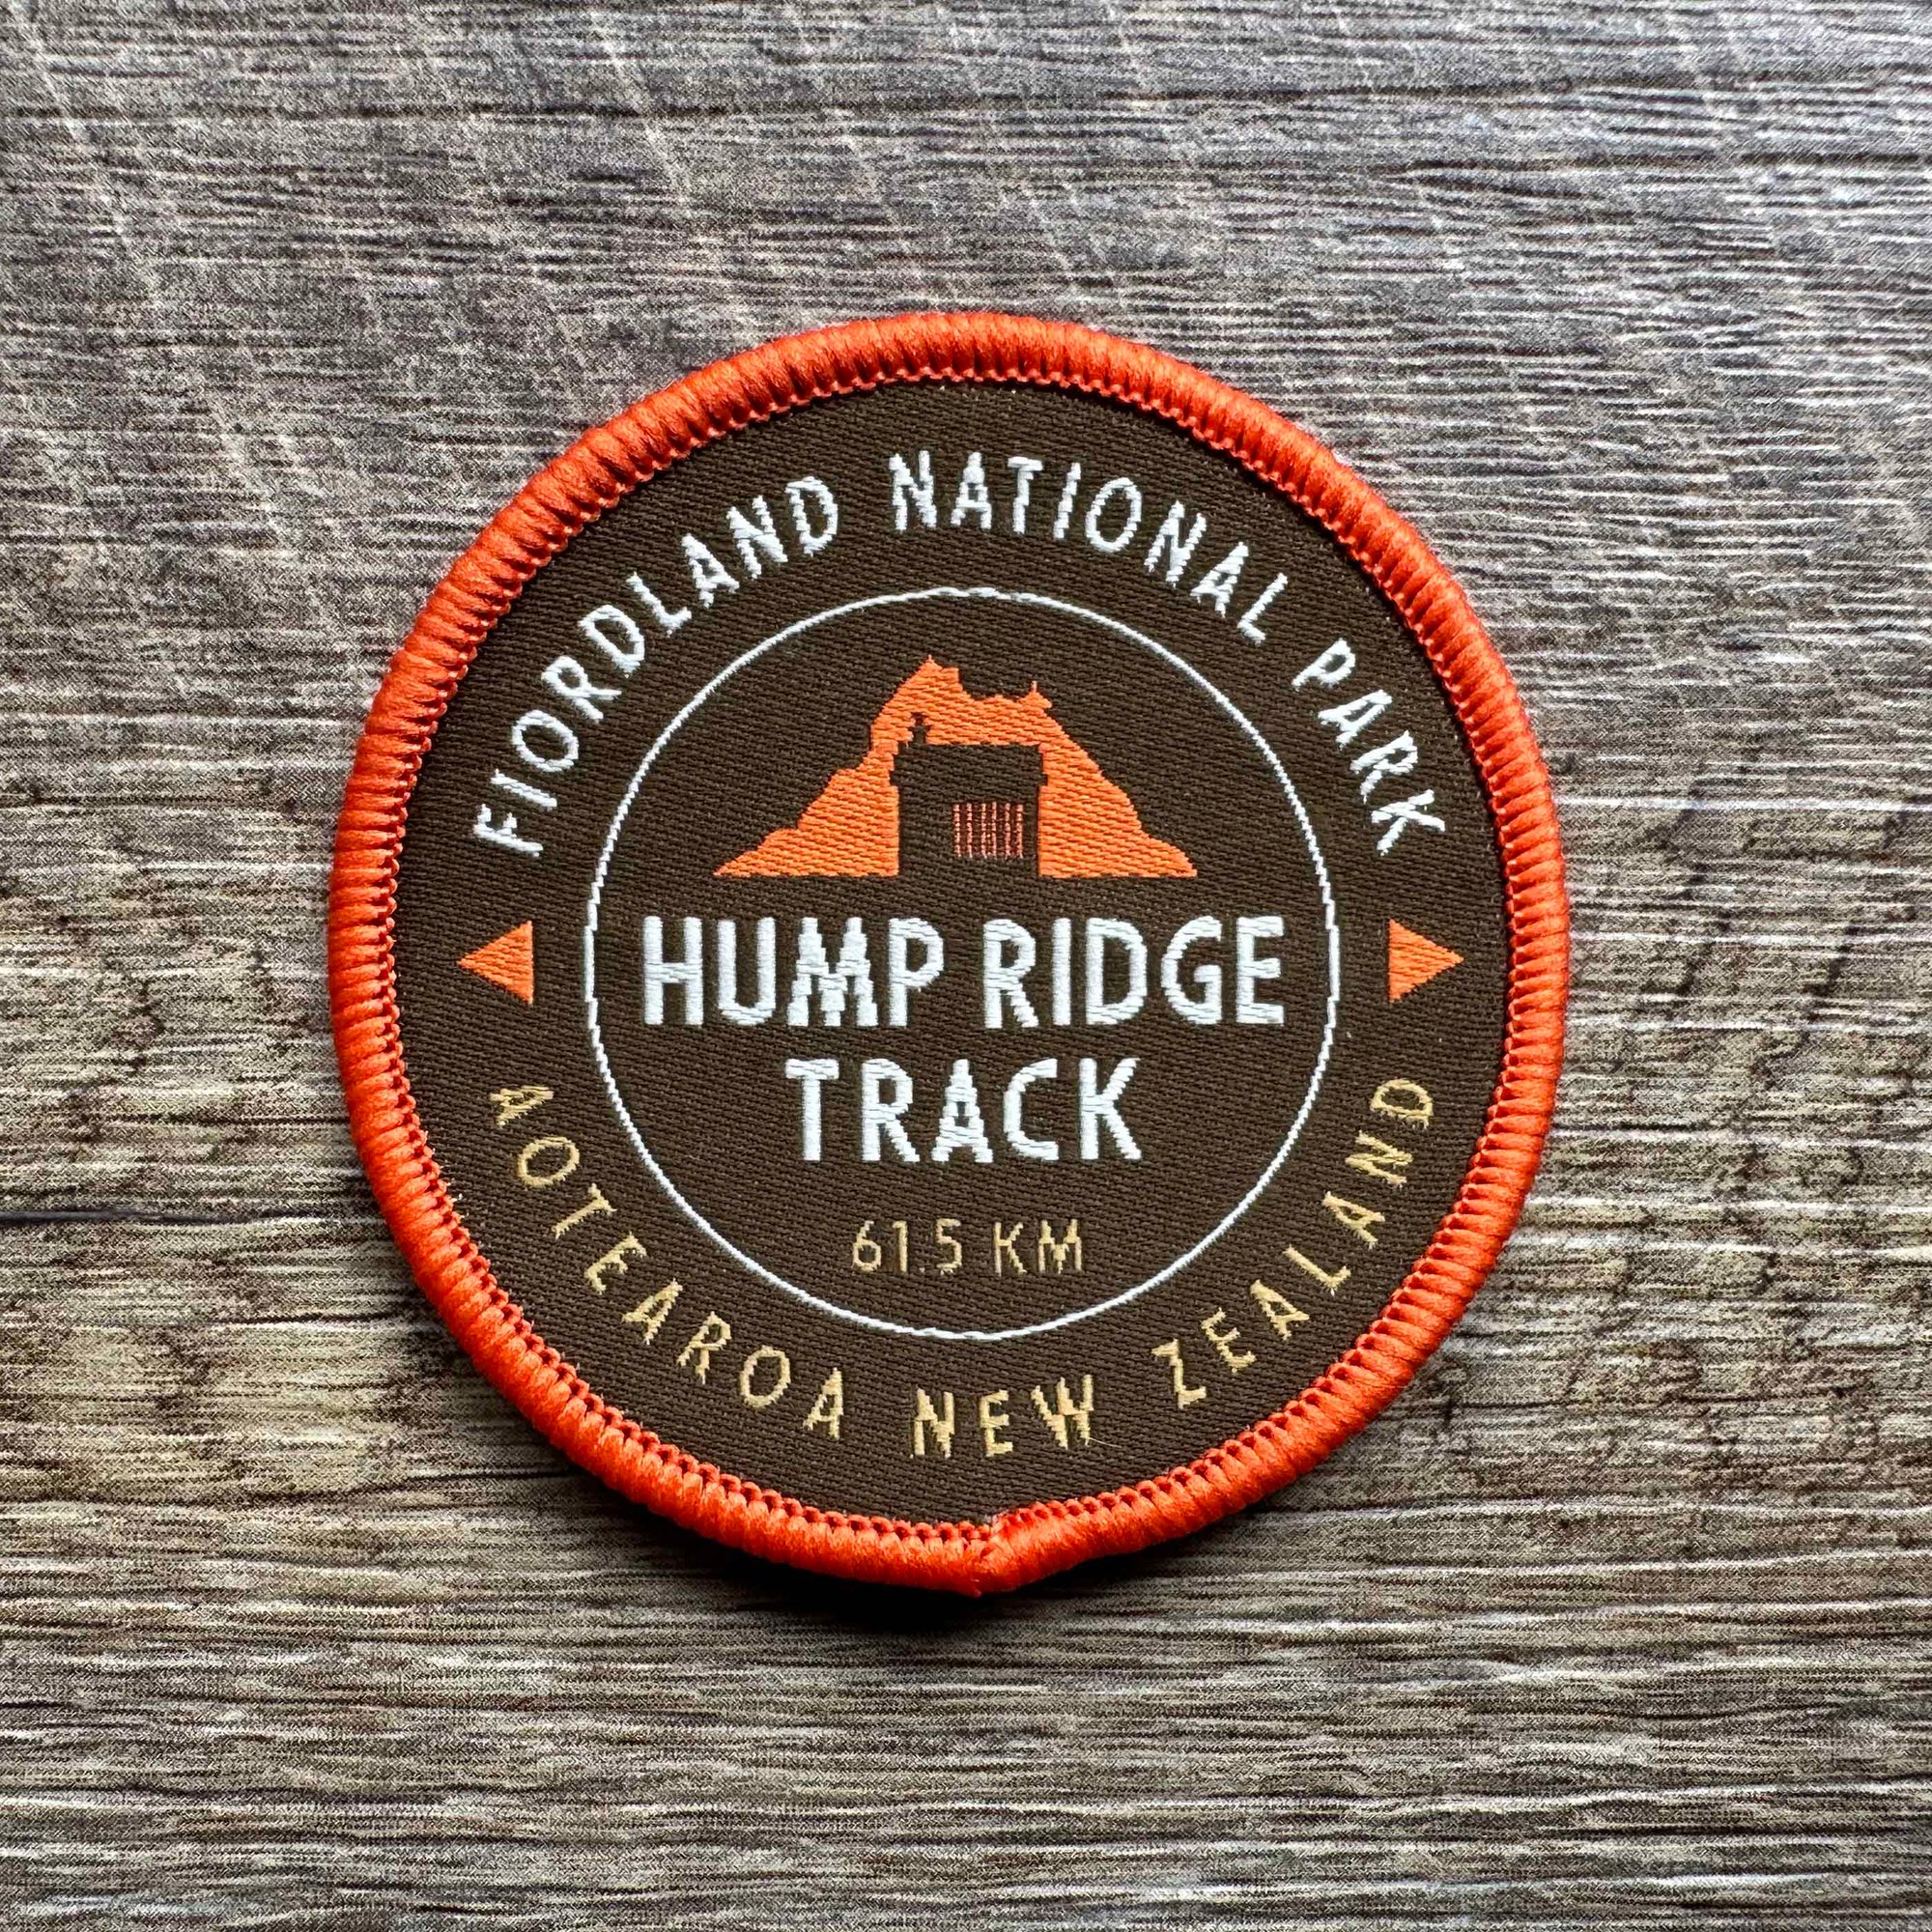 FIORDLAND NATIONAL PARK
HUMP RIDGE
TRACK
61.5 KM
AOTEAROA NEW ZEALAND